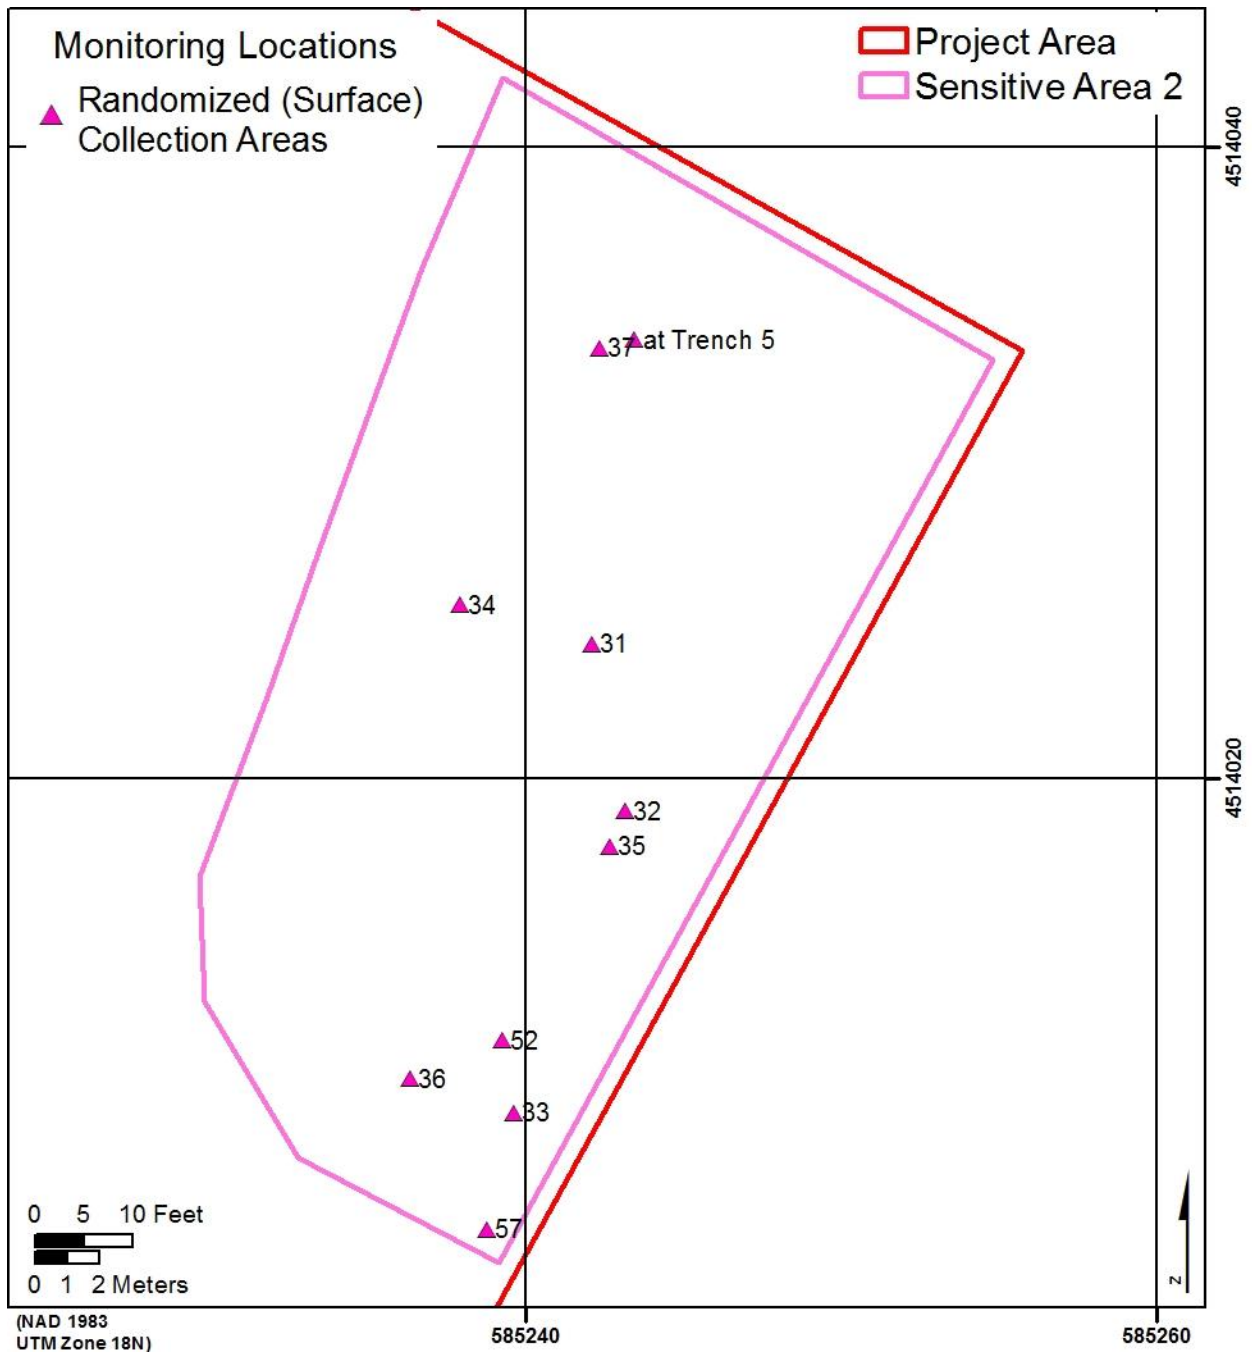 Monitoring Locations
Randomized (Surface)
Collection Areas
Project Area
Sensitive Area 2
4514040
37
at Trench 5
34
31
4514020
32
35
52
36
33
57
0 5 10 Feet
0 1 2 Meters
z
(NAD 1983
UTM Zone 18N)
585240
585260